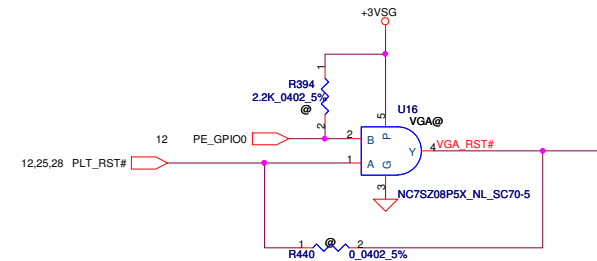 +3VSG
1
R394
2.2K_0402_5%
@
2
5
U16
VGA@
12 PE_GPIO0
2
B
P
Y
4
VGA_RST#
12,25,28 PLT_RST#
1
A
G
3
NC7SZ08P5X_NL_SC70-5
1
@
2
R440
0_0402_5%